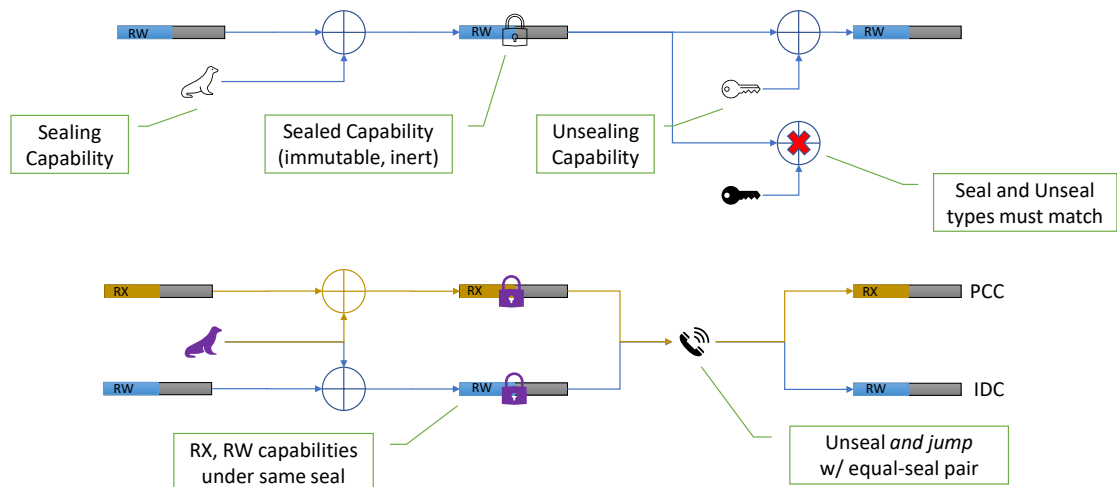 RW
RW
RW
Sealing
Capability
Sealed Capability
(immutable, inert)
Unsealing
Capability
Seal and Unseal
types must match
RX
RX
RX
PCC
RW
RW
RW
IDC
RX, RW capabilities
under same seal
Unseal and jump
w/ equal-seal pair